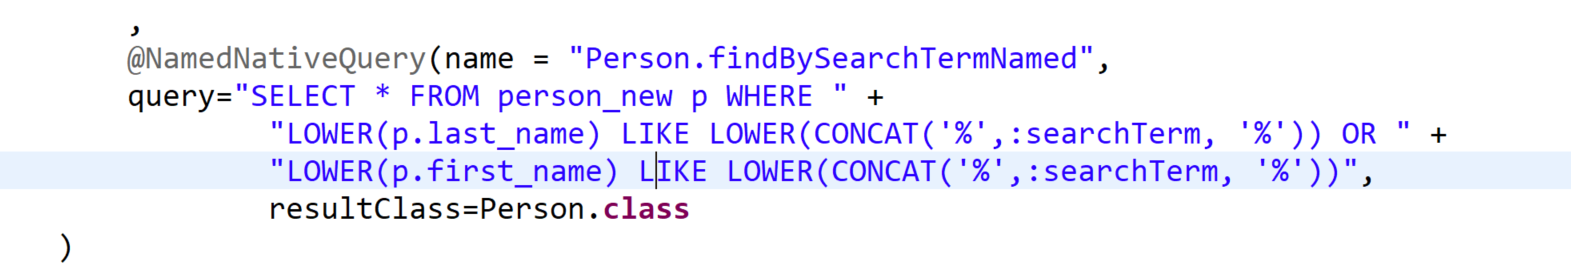 ,
@NamedNativeQuery(name = "Person.findBySearchTermNamed",
query="SELECT * FROM person_new p WHERE " +
"LOWER(p.last_name) LIKE LOWER(CONCAT('%',:searchTerm, '%')) OR " +
"LOWER(p.first_name) LIKE LOWER(CONCAT('%',:searchTerm, '%'))",
resultClass=Person.class
)